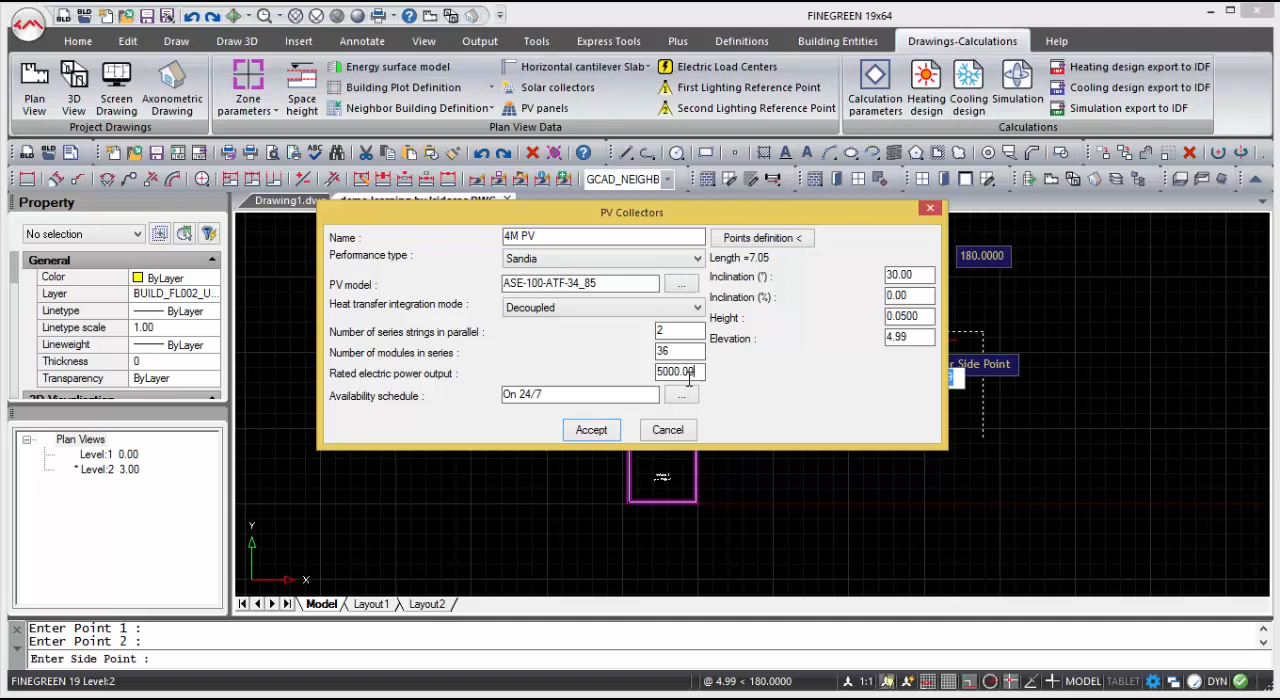 FINEGREEN 19x64
Home Edit Draw Draw 3D Insert Annotate View Output Tools Express Tools Plus Definitions Building Entities Drawings-Calculations Help
Plan View
3D View
Screen Drawing
Axonometric Drawing
Project Drawings
Zone parameters
Space height
Energy surface model
Building Plot Definition
Neighbor Building Definition
Horizontal cantilever Slab
Solar collectors
PV panels
Electric Load Centers
First Lighting Reference Point
Second Lighting Reference Point
Plan View Data
Calculation parameters
Heating design
Cooling design
Simulation
Heating design export to IDF
Cooling design export to IDF
Simulation export to IDF
Calculations
GCAD_NEIGHB
Property
No selection
General
Color ByLayer
Layer BUILD_FL002_U...
Linetype ByLayer
Linetype scale 1.00
Lineweight ByLayer
Thickness 0
Transparency ByLayer
Plan Views
Level:1 0.00
* Level:2 3.00
Drawing1.dw
PV Collectors
Name : 4M PV
Points definition <
Performance type : Sandia
Length =7.05
PV model : ASE-100-ATF-34_85 ...
Inclination (°) : 30.00
Heat transfer integration mode : Decoupled
Inclination (%) : 0.00
Height : 0.0500
Number of series strings in parallel : 2
Elevation : 4.99
Number of modules in series : 36
Rated electric power output : 5000.00
Availability schedule : On 24/7 ...
Accept Cancel
180.0000
r Side Point
Y
X
Model Layout1 Layout2
Enter Point 1 :
Enter Point 2 :
Enter Side Point :
FINEGREEN 19 Level:2
@ 4.99 < 180.0000
1:1
MODEL TABLET
DYN